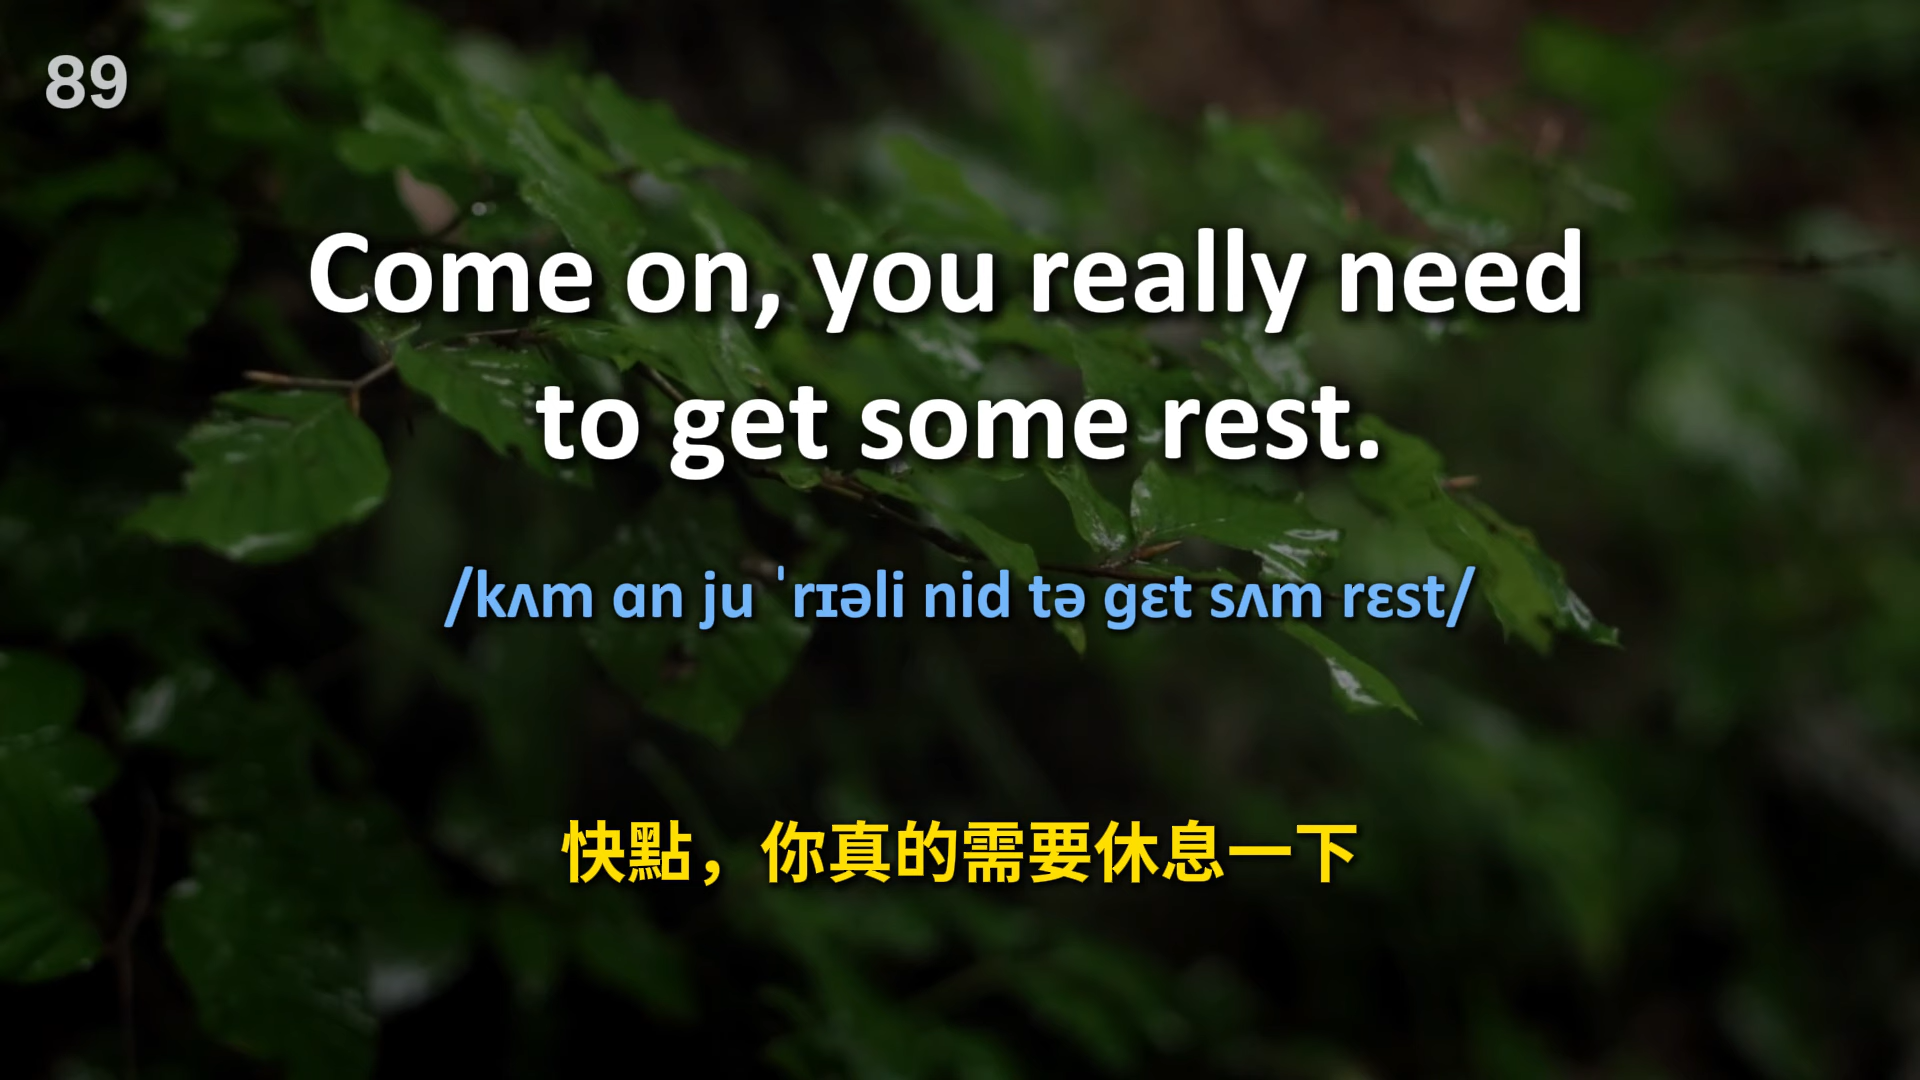 89
Come on, you really need
to get some rest.
/kʌm ɑn ju ˈrɪəli nid tə gɛt sʌm rɛst/
快點，你真的需要休息一下